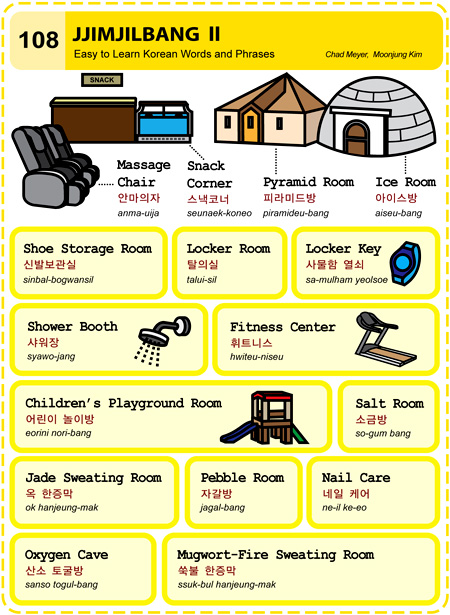 108
JJIMJILBANG II
Easy to Learn Korean Words and Phrases
Chad Meyer, Moonjung Kim
SNACK
Massage
Chair
안마의자
anma-uija
Snack
Corner
스낵코너
seunaek-koneo
Pyramid Room
피라미드방
piramideu-bang
Ice Room
아이스방
aiseu-bang
Shoe Storage Room
신발보관실
sinbal-bogwansil
Locker Room
탈의실
talui-sil
Locker Key
사물함 열쇠
sa-mulham yeolsoe
Shower Booth
샤워장
syawo-jang
Fitness Center
휘트니스
hwiteu-niseu
Children's Playground Room
어린이 놀이방
eorini nori-bang
Salt Room
소금방
so-gum bang
Jade Sweating Room
옥 한증막
ok hanjeung-mak
Pebble Room
자갈방
jagal-bang
Nail Care
네일 케어
ne-il ke-eo
Oxygen Cave
산소 토굴방
sanso togul-bang
Mugwort-Fire Sweating Room
쑥불 한증막
ssuk-bul hanjeung-mak